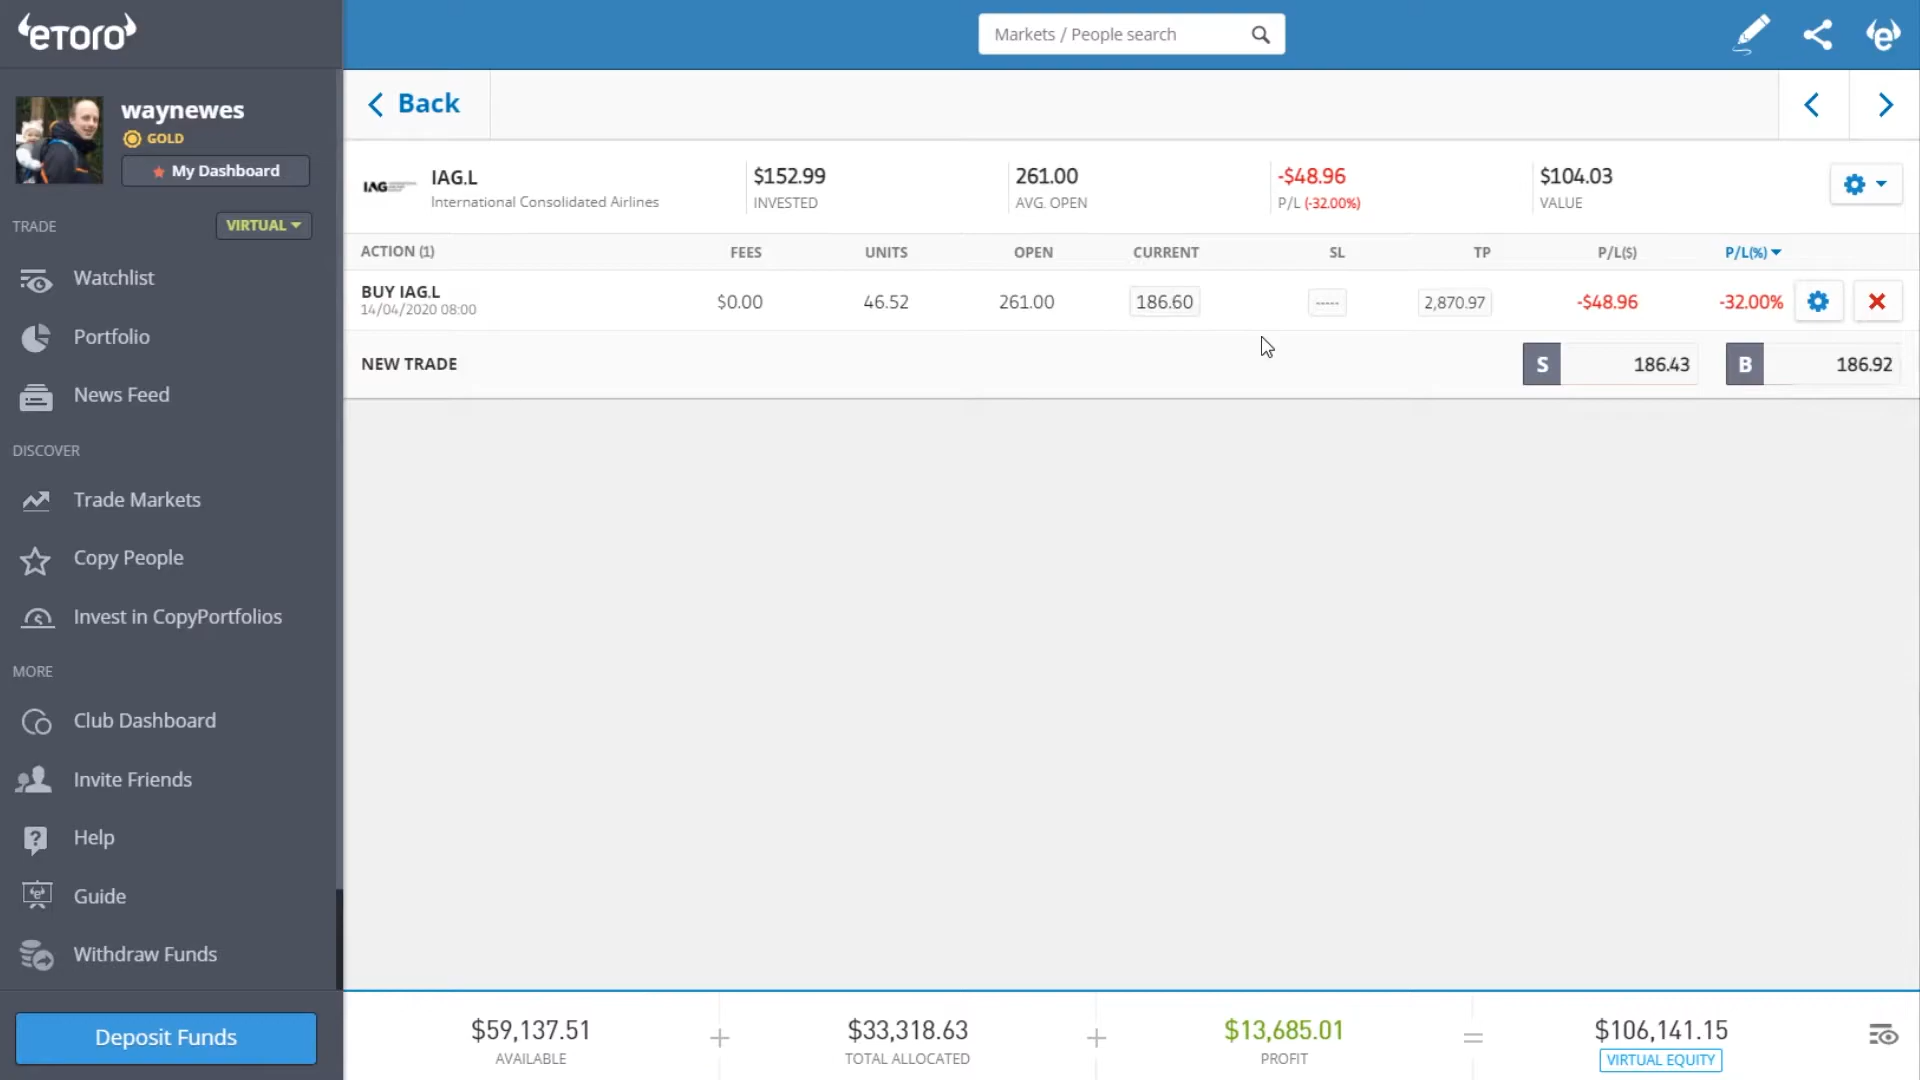 eToro
Markets / People search
waynewes
GOLD
My Dashboard
TRADE
VIRTUAL
Watchlist
Portfolio
News Feed
DISCOVER
Trade Markets
Copy People
Invest in CopyPortfolios
MORE
Club Dashboard
Invite Friends
Help
Guide
Withdraw Funds
Deposit Funds
Back
IAG
IAG.L
International Consolidated Airlines
$152.99
INVESTED
261.00
AVG. OPEN
-$48.96
P/L (-32.00%)
$104.03
VALUE
ACTION (1) FEES UNITS OPEN CURRENT SL TP P/L($) P/L(%)
BUY IAG.L
14/04/2020 08:00
$0.00 46.52 261.00 186.60 ----- 2,870.97 -$48.96 -32.00%
NEW TRADE S 186.43 B 186.92
$59,137.51 + $33,318.63 + $13,685.01 = $106,141.15
AVAILABLE TOTAL ALLOCATED PROFIT VIRTUAL EQUITY